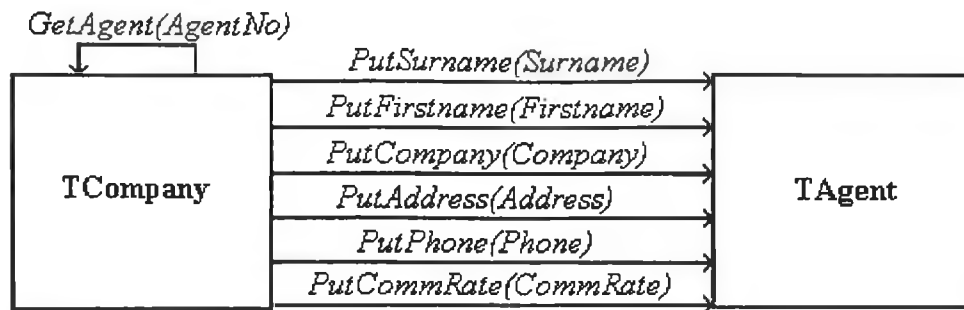 GetAgent(AgentNo)
PutSurname(Surname)
PutFirstname(Firstname)
PutCompany(Company)
TCompany
TAgent
PutAddress(Address)
PutPhone(Phone)
PutCommRate(CommRate)